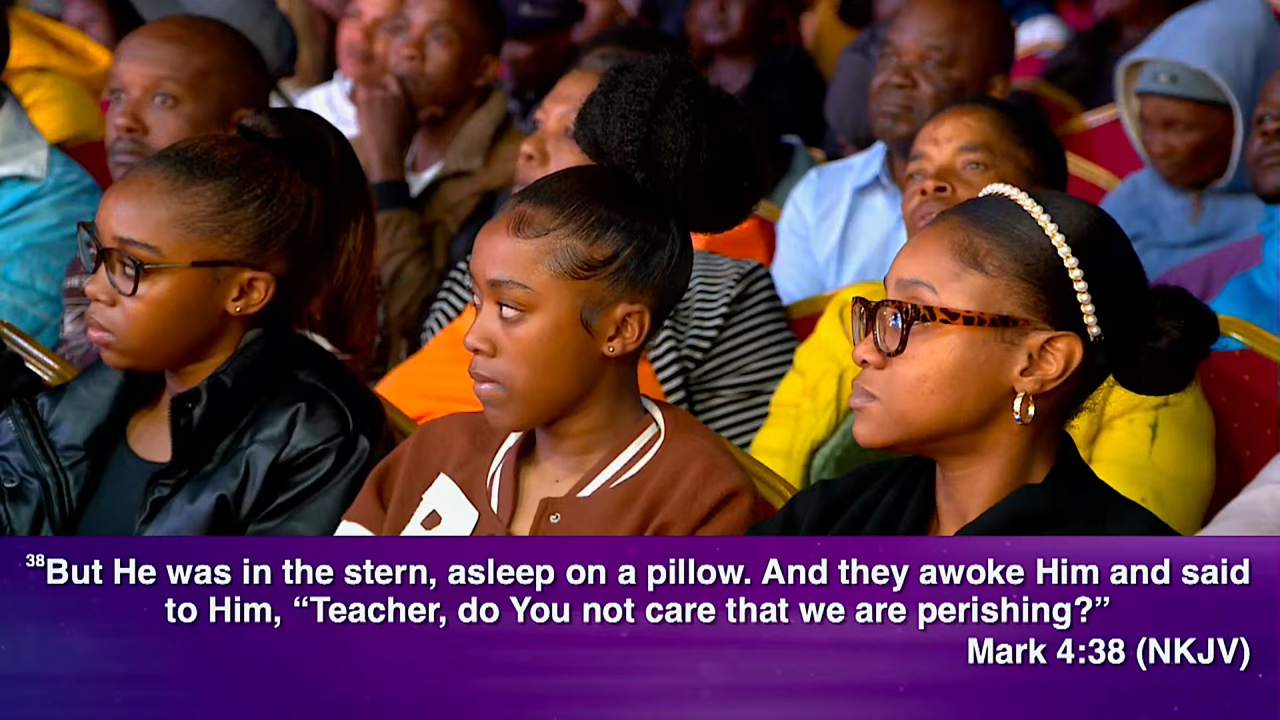 ³⁸But He was in the stern, asleep on a pillow. And they awoke Him and said
to Him, “Teacher, do You not care that we are perishing?”
Mark 4:38 (NKJV)